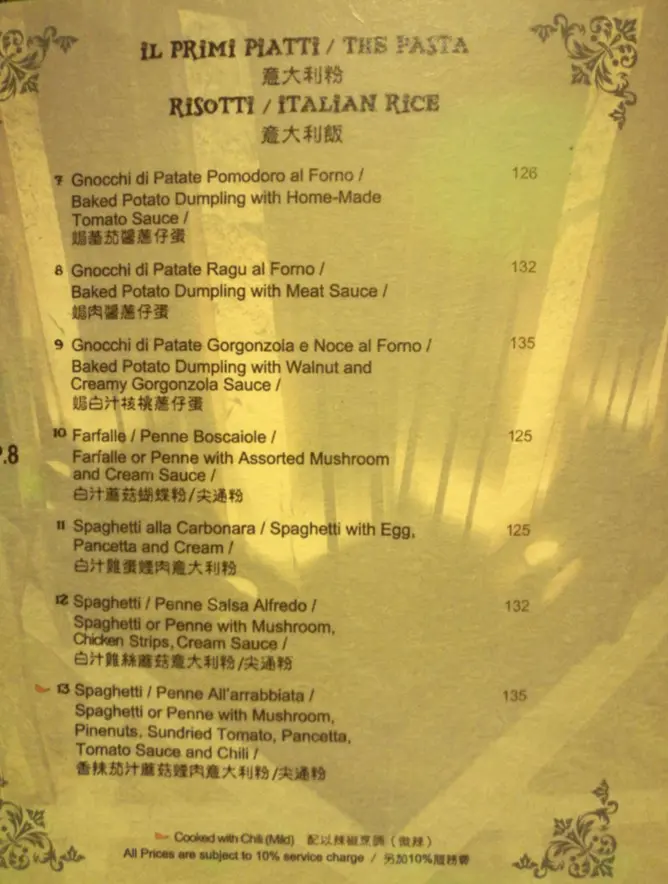 IL PRIMI PIATTI / THE PASTA
意大利粉
RISOTTI / ITALIAN RICE
意大利飯
7 Gnocchi di Patate Pomodoro al Forno / 126
Baked Potato Dumpling with Home-Made
Tomato Sauce /
焗蕃茄醬薯仔蛋
8 Gnocchi di Patate Ragu al Forno / 132
Baked Potato Dumpling with Meat Sauce /
焗肉醬薯仔蛋
9 Gnocchi di Patate Gorgonzola e Noce al Forno / 135
Baked Potato Dumpling with Walnut and
Creamy Gorgonzola Sauce /
焗白汁核桃薯仔蛋
P.8
10 Farfalle / Penne Boscaiole / 125
Farfalle or Penne with Assorted Mushroom
and Cream Sauce /
白汁蘑菇蝴蝶粉/尖通粉
11 Spaghetti alla Carbonara / Spaghetti with Egg, 125
Pancetta and Cream /
白汁雞蛋煙肉意大利粉
12 Spaghetti / Penne Salsa Alfredo / 132
Spaghetti or Penne with Mushroom,
Chicken Strips, Cream Sauce /
白汁雞絲蘑菇意大利粉/尖通粉
13 Spaghetti / Penne All'arrabbiata / 135
Spaghetti or Penne with Mushroom,
Pinenuts, Sundried Tomato, Pancetta,
Tomato Sauce and Chili /
香辣茄汁蘑菇煙肉意大利粉/尖通粉
Cooked with Chili (Mild) 配以辣椒烹調（微辣）
All Prices are subject to 10% service charge / 另加10%服務費